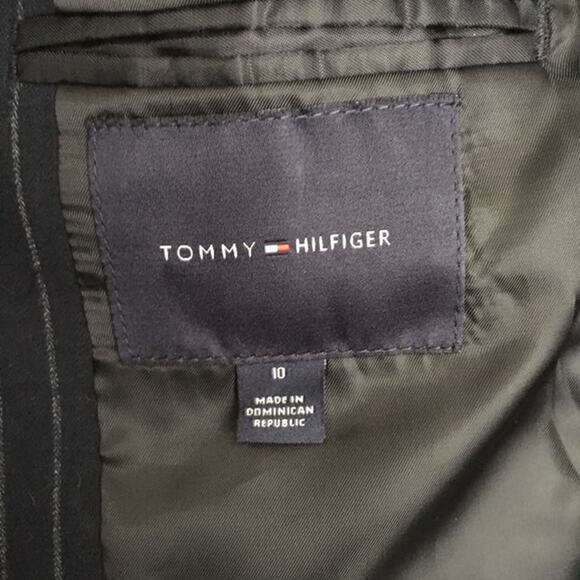 TOMMY HILFIGER
10
MADE IN
DOMINICAN
REPUBLIC